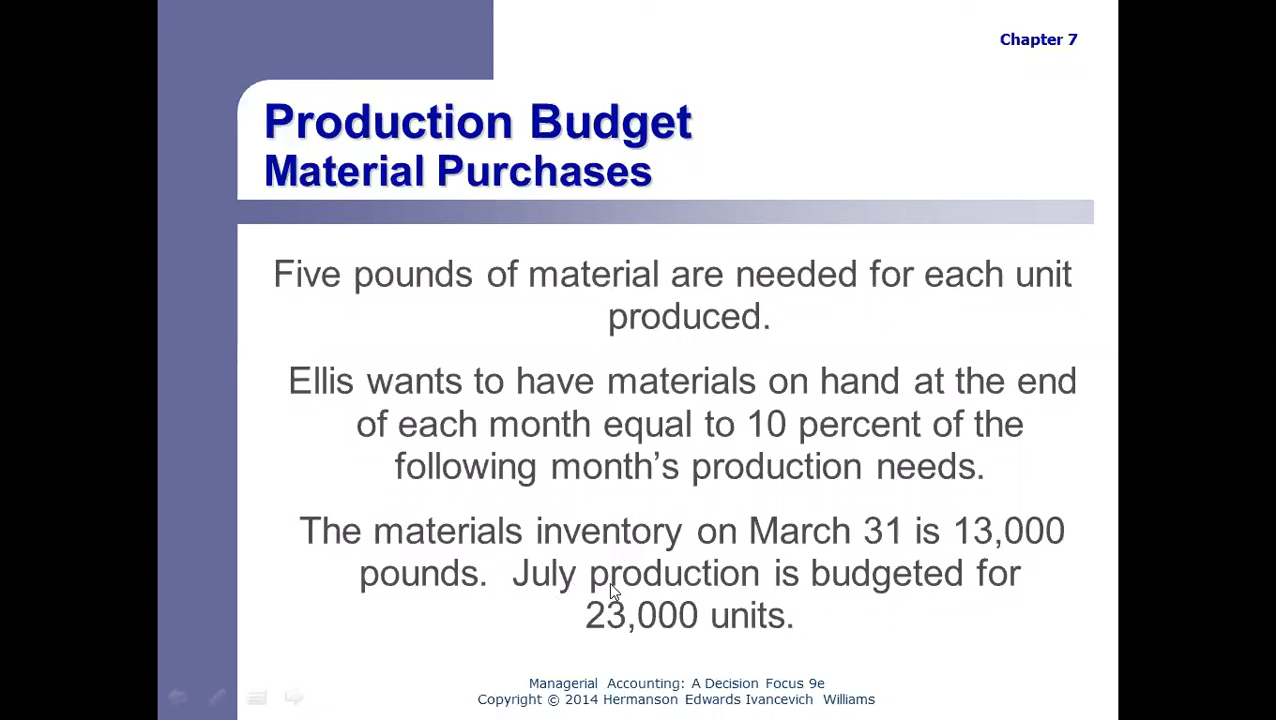 Chapter 7
Production Budget
Material Purchases
Five pounds of material are needed for each unit
produced.
Ellis wants to have materials on hand at the end
of each month equal to 10 percent of the
following month’s production needs.
The materials inventory on March 31 is 13,000
pounds.  July production is budgeted for
23,000 units.
Managerial Accounting: A Decision Focus 9e
Copyright © 2014 Hermanson Edwards Ivancevich Williams